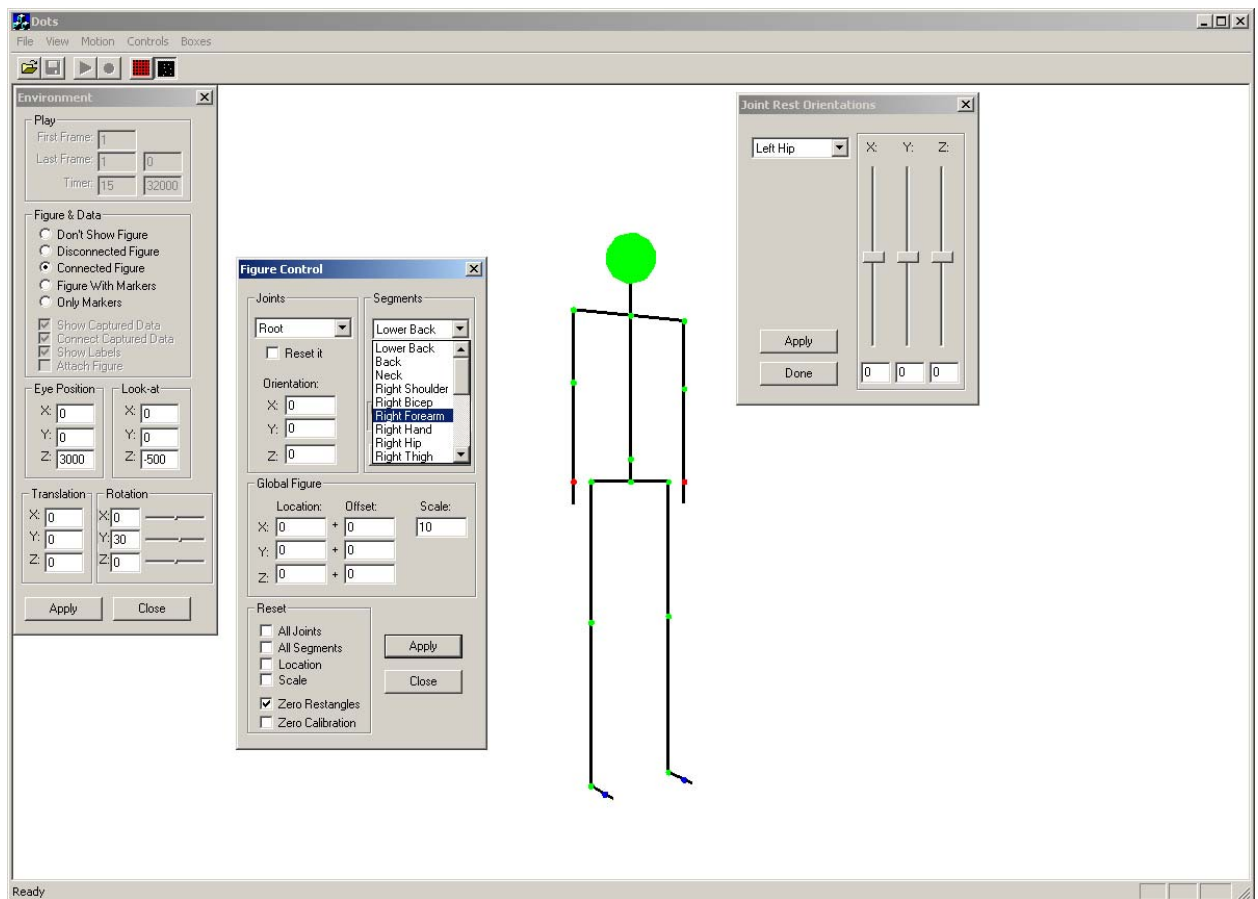 Dots
File View Motion Controls Boxes
Environment
Play
First Frame: 1
Last Frame: 1 0
Timer: 15 32000
Figure & Data
Don't Show Figure
Disconnected Figure
Connected Figure
Figure With Markers
Only Markers
Show Captured Data
Connect Captured Data
Show Labels
Attach Figure
Eye Position Look-at
X: 0 X: 0
Y: 0 Y: 0
Z: 3000 Z: -500
Translation Rotation
X: 0 X: 0
Y: 0 Y: 30
Z: 0 Z: 0
Apply Close
Figure Control
Joints Segments
Root Lower Back
Reset it
Orientation:
X: 0
Y: 0
Z: 0
Lower Back
Back
Neck
Right Shoulder
Right Bicep
Right Forearm
Right Hand
Right Hip
Right Thigh
Global Figure
Location: Offset: Scale:
X: 0 + 0 10
Y: 0 + 0
Z: 0 + 0
Reset
All Joints
All Segments
Location
Scale
Zero Restangles
Zero Calibration
Apply
Close
Joint Rest Orientations
Left Hip X: Y: Z:
Apply
Done 0 0 0
Ready